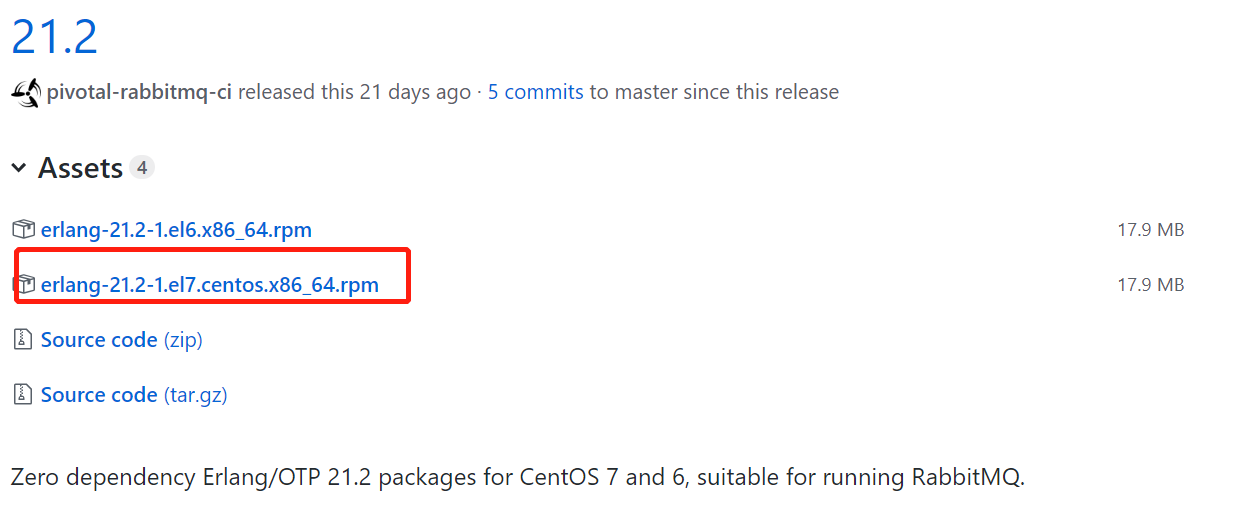 21.2
pivotal-rabbitmq-ci released this 21 days ago · 5 commits to master since this release
Assets 4
erlang-21.2-1.el6.x86_64.rpm 17.9 MB
erlang-21.2-1.el7.centos.x86_64.rpm 17.9 MB
Source code (zip)
Source code (tar.gz)
Zero dependency Erlang/OTP 21.2 packages for CentOS 7 and 6, suitable for running RabbitMQ.